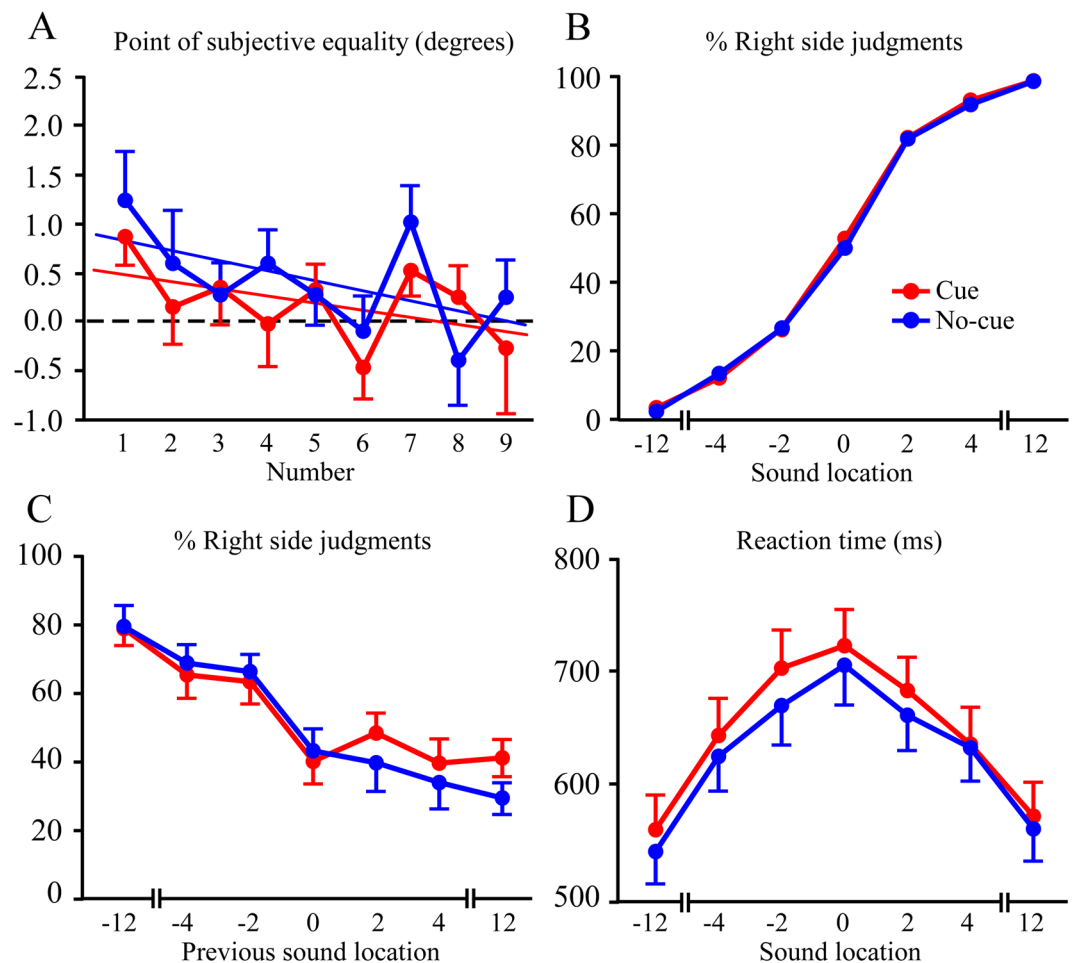 A
Point of subjective equality (degrees)
2.5
2.0
1.5
1.0
0.5
0.0
-0.5
-1.0
1 2 3 4 5 6 7 8 9
Number
B
% Right side judgments
100
80
60
40
20
0
Cue
No-cue
-12 -4 -2 0 2 4 12
Sound location
C
% Right side judgments
100
80
60
40
20
0
-12 -4 -2 0 2 4 12
Previous sound location
D
Reaction time (ms)
800
700
600
500
-12 -4 -2 0 2 4 12
Sound location